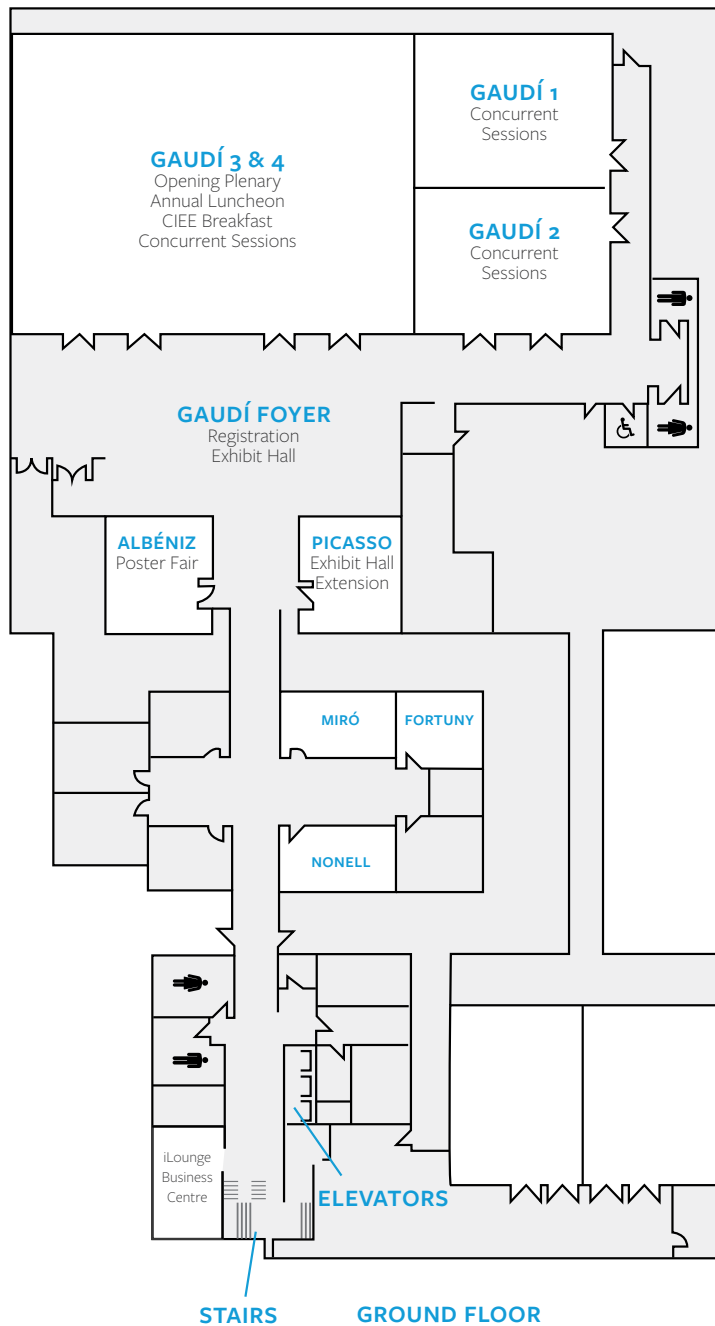 GAUDÍ 3 & 4
Opening Plenary
Annual Luncheon
CIEE Breakfast
Concurrent Sessions
GAUDÍ 1
Concurrent
Sessions
GAUDÍ 2
Concurrent
Sessions
GAUDÍ FOYER
Registration
Exhibit Hall
ALBÉNIZ
Poster Fair
PICASSO
Exhibit Hall
Extension
MIRÓ
FORTUNY
NONELL
iLounge
Business
Centre
ELEVATORS
STAIRS
GROUND FLOOR